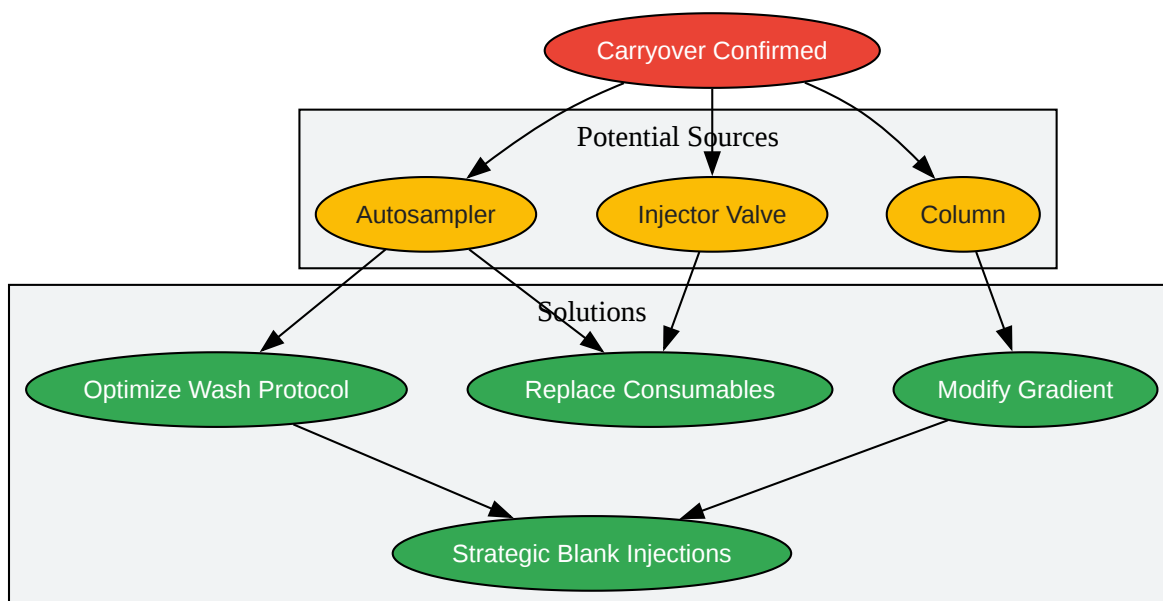 Carryover Confirmed
Potential Sources
Autosampler
Injector Valve
Column
Solutions
Optimize Wash Protocol
Replace Consumables
Modify Gradient
Strategic Blank Injections